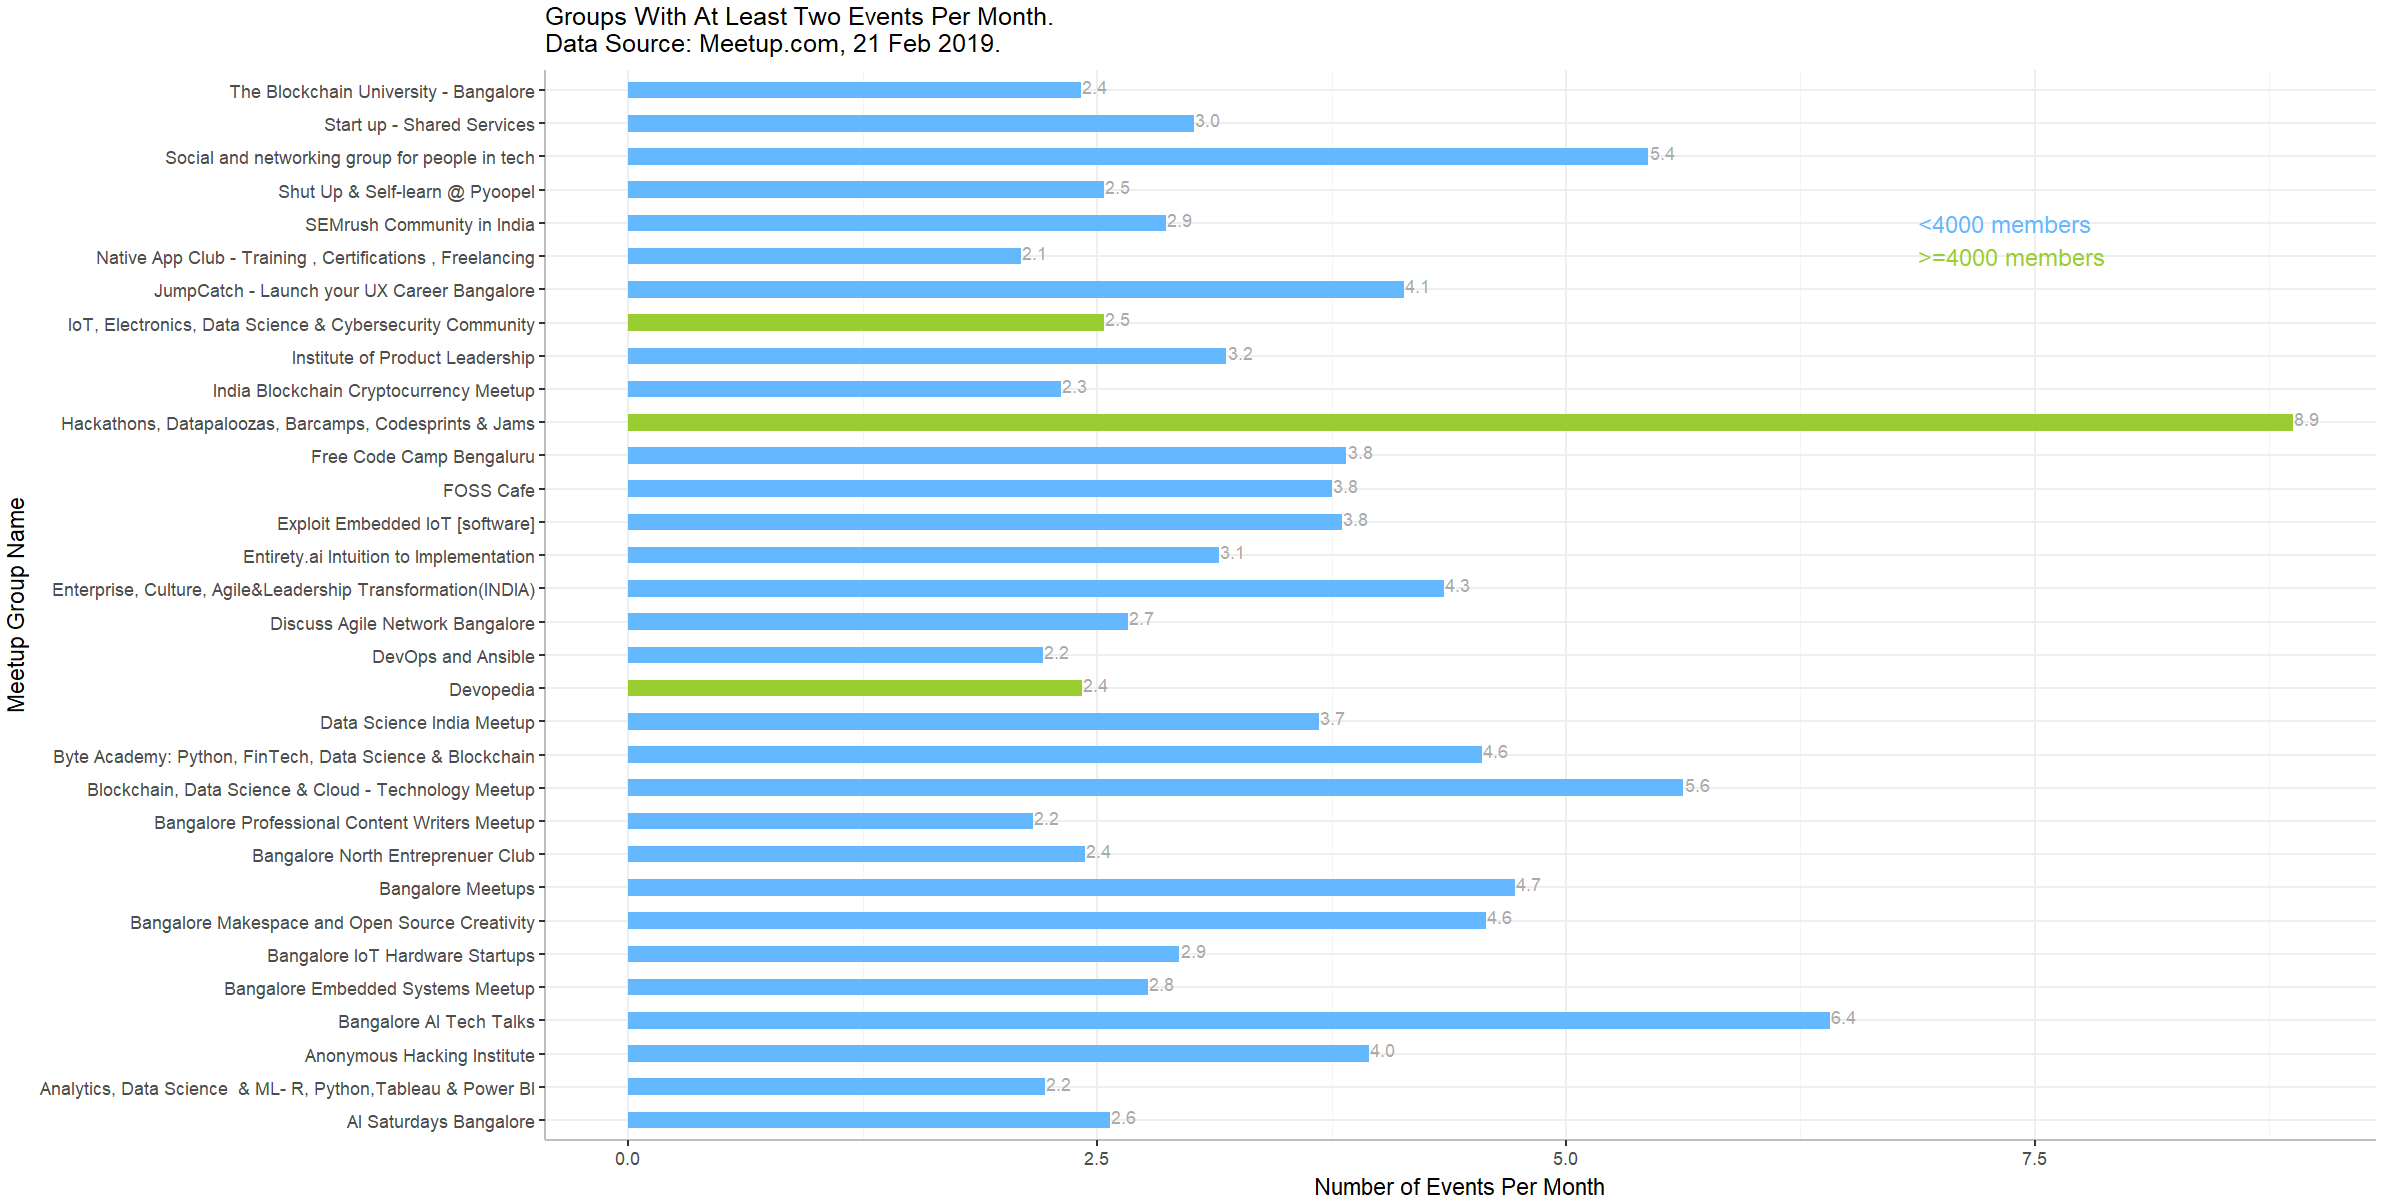 Groups With At Least Two Events Per Month.
Data Source: Meetup.com, 21 Feb 2019.
The Blockchain University - Bangalore 2.4
Start up - Shared Services 3.0
Social and networking group for people in tech 5.4
Shut Up & Self-learn @ Pyoopel 2.5
SEMrush Community in India 2.9
<4000 members
Native App Club - Training , Certifications , Freelancing 2.1
>=4000 members
JumpCatch - Launch your UX Career Bangalore 4.1
IoT, Electronics, Data Science & Cybersecurity Community 2.5
Institute of Product Leadership 3.2
India Blockchain Cryptocurrency Meetup 2.3
Hackathons, Datapaloozas, Barcamps, Codesprints & Jams 8.9
Free Code Camp Bengaluru 3.8
FOSS Cafe 3.8
Exploit Embedded IoT [software] 3.8
Entirety.ai Intuition to Implementation 3.1
Enterprise, Culture, Agile&Leadership Transformation(INDIA) 4.3
Discuss Agile Network Bangalore 2.7
DevOps and Ansible 2.2
Devopedia 2.4
Data Science India Meetup 3.7
Byte Academy: Python, FinTech, Data Science & Blockchain 4.6
Blockchain, Data Science & Cloud - Technology Meetup 5.6
Bangalore Professional Content Writers Meetup 2.2
Bangalore North Entreprenuer Club 2.4
Bangalore Meetups 4.7
Bangalore Makespace and Open Source Creativity 4.6
Bangalore IoT Hardware Startups 2.9
Bangalore Embedded Systems Meetup 2.8
Bangalore AI Tech Talks 6.4
Anonymous Hacking Institute 4.0
Analytics, Data Science  & ML- R, Python,Tableau & Power BI 2.2
AI Saturdays Bangalore 2.6
Meetup Group Name
0.0 2.5 5.0 7.5
Number of Events Per Month